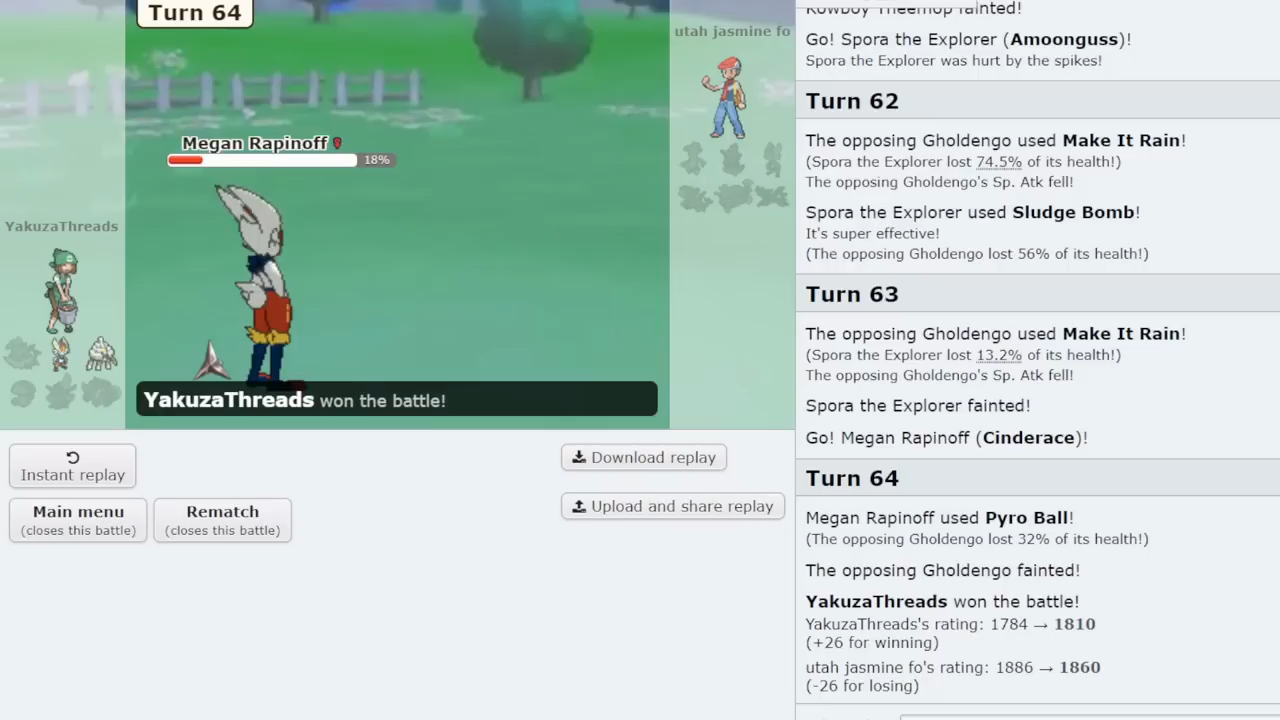 Turn 64
utah jasmine fo
Megan Rapinoff
18%
YakuzaThreads
YakuzaThreads won the battle!
Instant replay
Download replay
Main menu
(closes this battle)
Rematch
(closes this battle)
Upload and share replay
Kowboy Theemop fainted!
Go! Spora the Explorer (Amoonguss)!
Spora the Explorer was hurt by the spikes!
Turn 62
The opposing Gholdengo used Make It Rain!
(Spora the Explorer lost 74.5% of its health!)
The opposing Gholdengo's Sp. Atk fell!
Spora the Explorer used Sludge Bomb!
It's super effective!
(The opposing Gholdengo lost 56% of its health!)
Turn 63
The opposing Gholdengo used Make It Rain!
(Spora the Explorer lost 13.2% of its health!)
The opposing Gholdengo's Sp. Atk fell!
Spora the Explorer fainted!
Go! Megan Rapinoff (Cinderace)!
Turn 64
Megan Rapinoff used Pyro Ball!
(The opposing Gholdengo lost 32% of its health!)
The opposing Gholdengo fainted!
YakuzaThreads won the battle!
YakuzaThreads's rating: 1784 → 1810
(+26 for winning)
utah jasmine fo's rating: 1886 → 1860
(-26 for losing)